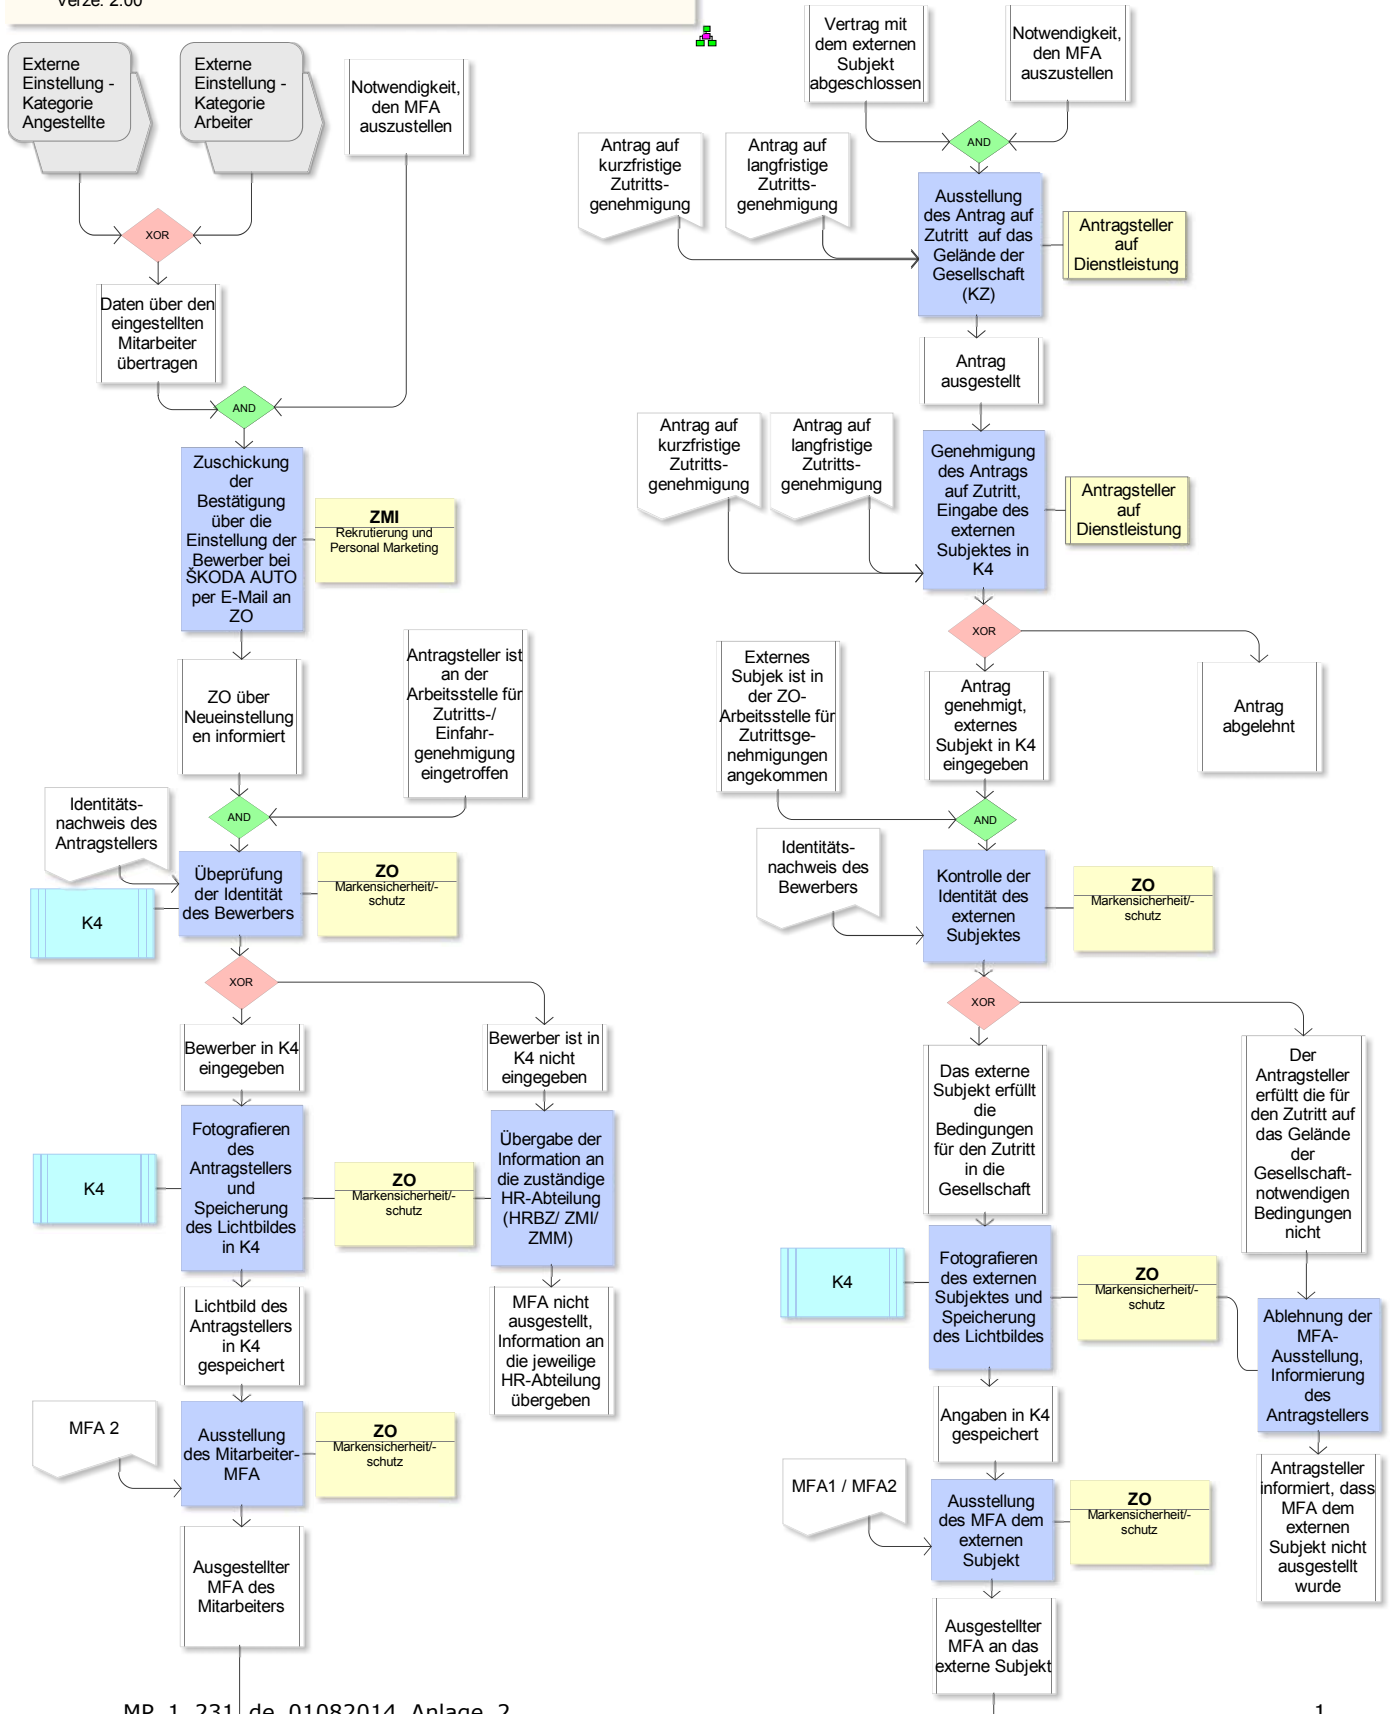 Verze: 2.00
Externe
Einstellung -
Kategorie
Angestellte
Externe
Einstellung -
Kategorie
Arbeiter
Notwendigkeit,
den MFA
auszustellen
XOR
Daten über den
eingestellten
Mitarbeiter
übertragen
AND
Zuschickung
der
Bestätigung
über die
Einstellung der
Bewerber bei
ŠKODA AUTO
per E-Mail an
ZO
ZMI
Rekrutierung und
Personal Marketing
ZO über
Neueinstellung
en informiert
Antragsteller ist
an der
Arbeitsstelle für
Zutritts-/
Einfahr-
genehmigung
eingetroffen
AND
Identitäts-
nachweis des
Antragstellers
Übeprüfung
der Identität
des Bewerbers
ZO
Markensicherheit/-
schutz
K4
XOR
Bewerber in K4
eingegeben
Bewerber ist in
K4 nicht
eingegeben
Fotografieren
des
Antragstellers
und
Speicherung
des Lichtbildes
in K4
K4
ZO
Markensicherheit/-
schutz
Übergabe der
Information an
die zuständige
HR-Abteilung
(HRBZ/ ZMI/
ZMM)
Lichtbild des
Antragstellers
in K4
gespeichert
MFA nicht
ausgestellt,
Information an
die jeweilige
HR-Abteilung
übergeben
MFA 2
Ausstellung
des Mitarbeiter-
MFA
ZO
Markensicherheit/-
schutz
Ausgestellter
MFA des
Mitarbeiters
Vertrag mit
dem externen
Subjekt
abgeschlossen
Notwendigkeit,
den MFA
auszustellen
AND
Antrag auf
kurzfristige
Zutritts-
genehmigung
Antrag auf
langfristige
Zutritts-
genehmigung
Ausstellung
des Antrag auf
Zutritt auf das
Gelände der
Gesellschaft
(KZ)
Antragsteller
auf
Dienstleistung
Antrag
ausgestellt
Antrag auf
kurzfristige
Zutritts-
genehmigung
Antrag auf
langfristige
Zutritts-
genehmigung
Genehmigung
des Antrags
auf Zutritt,
Eingabe des
externen
Subjektes in
K4
Antragsteller
auf
Dienstleistung
XOR
Externes
Subjek ist in
der ZO-
Arbeitsstelle für
Zutrittsge-
nehmigungen
angekommen
Antrag
genehmigt,
externes
Subjekt in K4
eingegeben
Antrag
abgelehnt
AND
Identitäts-
nachweis des
Bewerbers
Kontrolle der
Identität des
externen
Subjektes
ZO
Markensicherheit/-
schutz
XOR
Das externe
Subjekt erfüllt
die
Bedingungen
für den Zutritt
in die
Gesellschaft
Der
Antragsteller
erfültt die für
den Zutritt auf
das Gelände
der
Gesellschaft-
notwendigen
Bedingungen
nicht
K4
Fotografieren
des externen
Subjektes und
Speicherung
des Lichtbildes
ZO
Markensicherheit/-
schutz
Ablehnung der
MFA-
Ausstellung,
Informierung
des
Antragstellers
Angaben in K4
gespeichert
MFA1 / MFA2
Ausstellung
des MFA dem
externen
Subjekt
ZO
Markensicherheit/-
schutz
Antragsteller
informiert, dass
MFA dem
externen
Subjekt nicht
ausgestellt
wurde
Ausgestellter
MFA an das
externe Subjekt
MP_1_231_de_01082014_Anlage_2
1